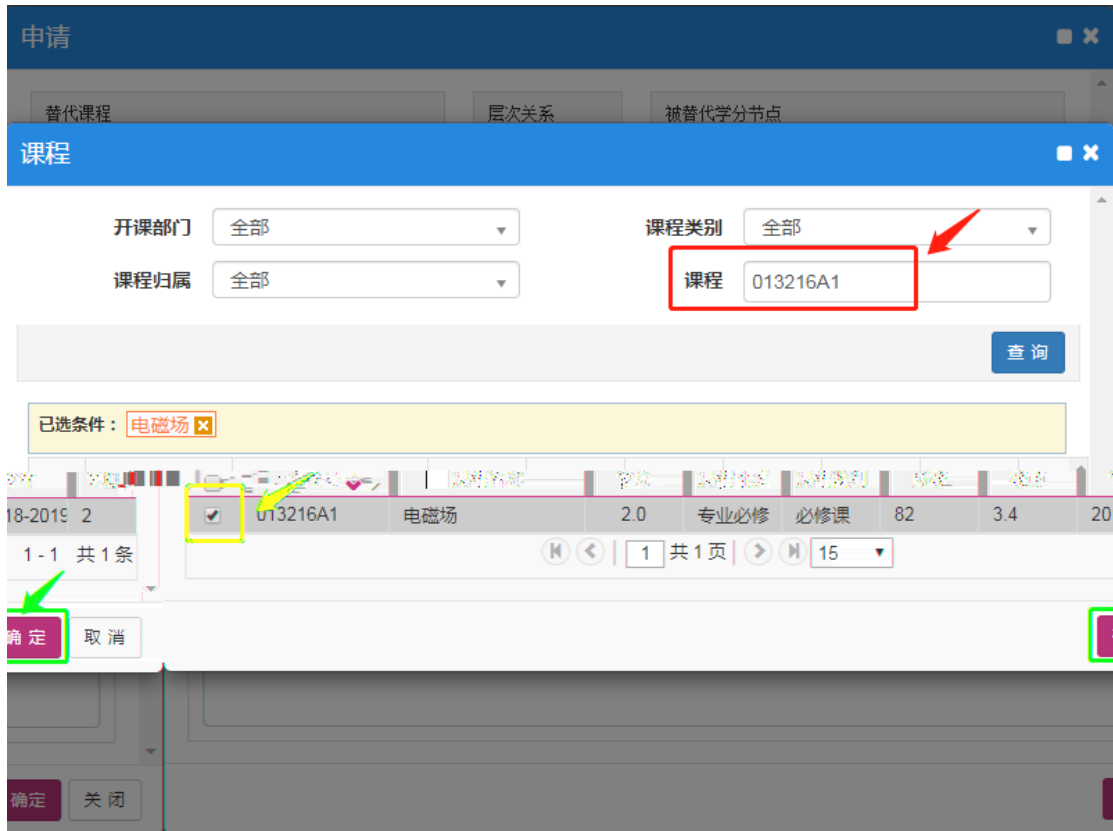 申请
替代课程 层次关系 被替代学分节点
课程
开课部门 全部 课程类别 全部
课程归属 全部 课程 013216A1
查 询
已选条件： 电磁场
18-2019 2 013216A1 电磁场 2.0 专业必修 必修课 82 3.4 20
1 - 1 共 1 条 1 共 1 页 15
确 定 取 消
确定 关 闭